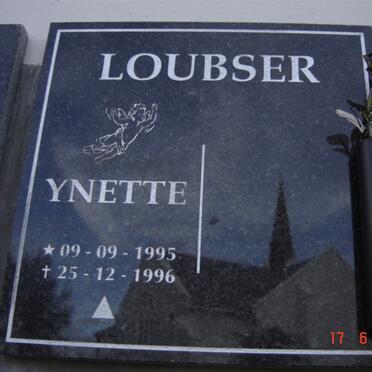 LOUBSER
YNETTE
★ 09 - 09 - 1995
✝ 25 - 12 - 1996
17 6